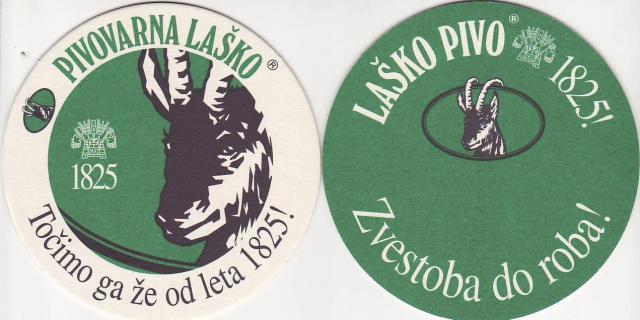 PIVOVARNA LAŠKO ®
1825
Točimo ga že od leta 1825!
LAŠKO PIVO ® 1825!
Zvestoba do roba!